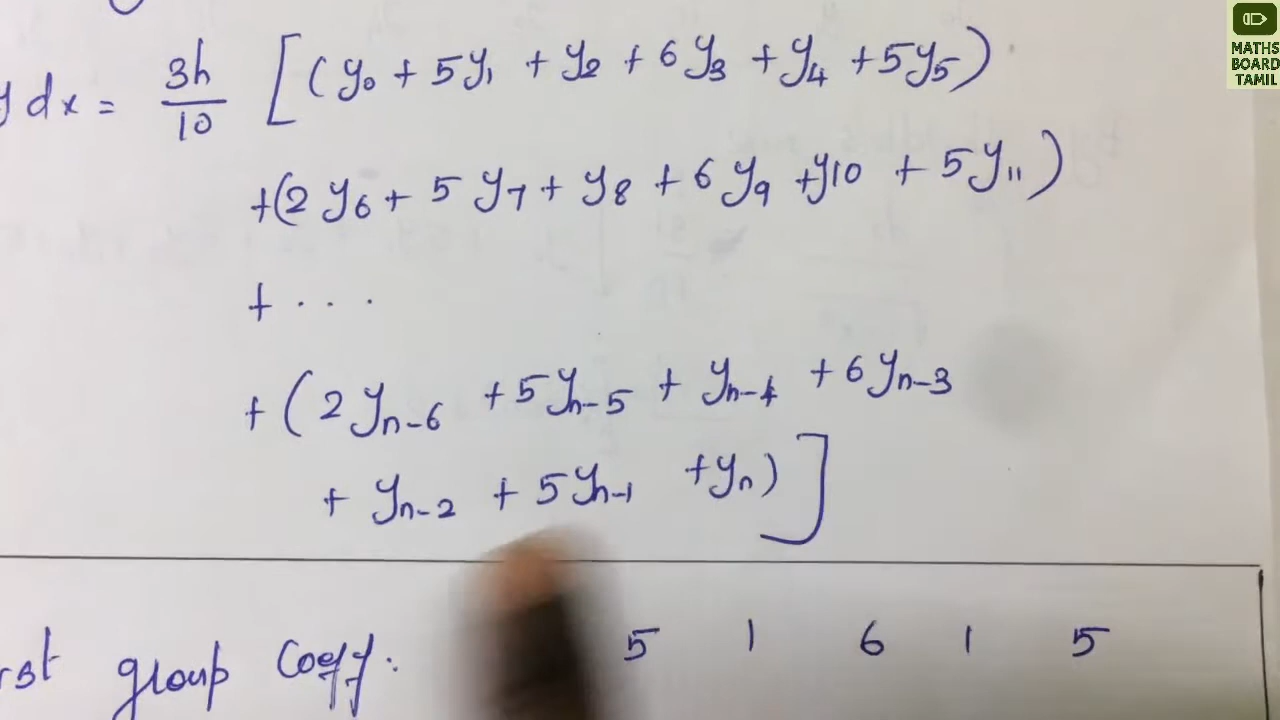 y dx = 3h/10 [(y₀ + 5y₁ + y₂ + 6y₃ + y₄ + 5y₅)
+(2y₆ + 5y₇ + y₈ + 6y₉ + y10 + 5y₁₁)
+ . . .
+ (2yₙ₋₆ + 5yₙ₋₅ + yₙ₋₄ + 6yₙ₋₃
+ yₙ₋₂ + 5yₙ₋₁ + yₙ)]
rst group Coeff. 5 1 6 1 5
MATHS
BOARD
TAMIL